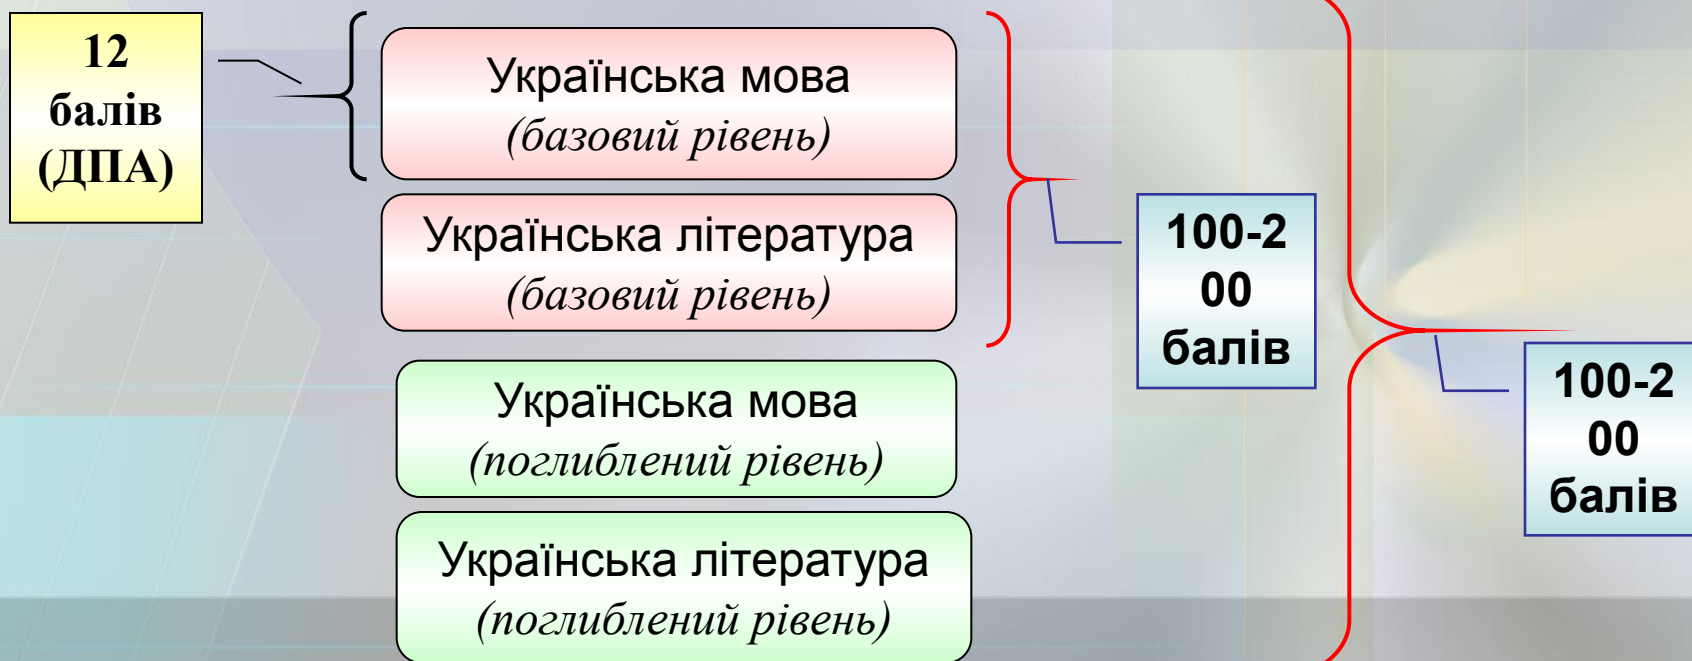 12
балів
(ДПА)
Українська мова
(базовий рівень)
Українська література
(базовий рівень)
Українська мова
(поглиблений рівень)
Українська література
(поглиблений рівень)
100-2
00
балів
100-2
00
балів